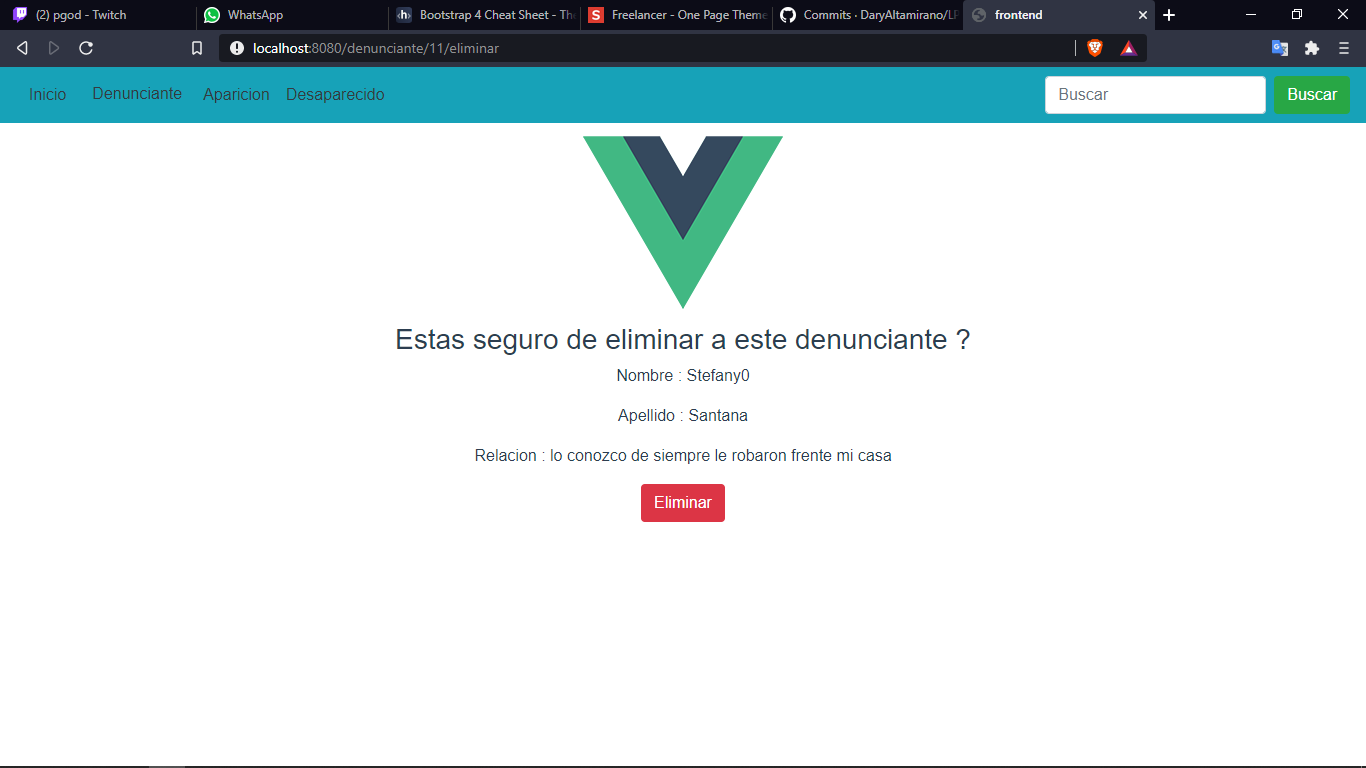 (2) pgod - Twitch
WhatsApp
Bootstrap 4 Cheat Sheet - Th
Freelancer - One Page Theme
Commits · DaryAltamirano/LP
frontend
localhost:8080/denunciante/11/eliminar
Inicio
Denunciante
Aparicion
Desaparecido
Buscar
Buscar
Estas seguro de eliminar a este denunciante ?
Nombre : Stefany0
Apellido : Santana
Relacion : lo conozco de siempre le robaron frente mi casa
Eliminar